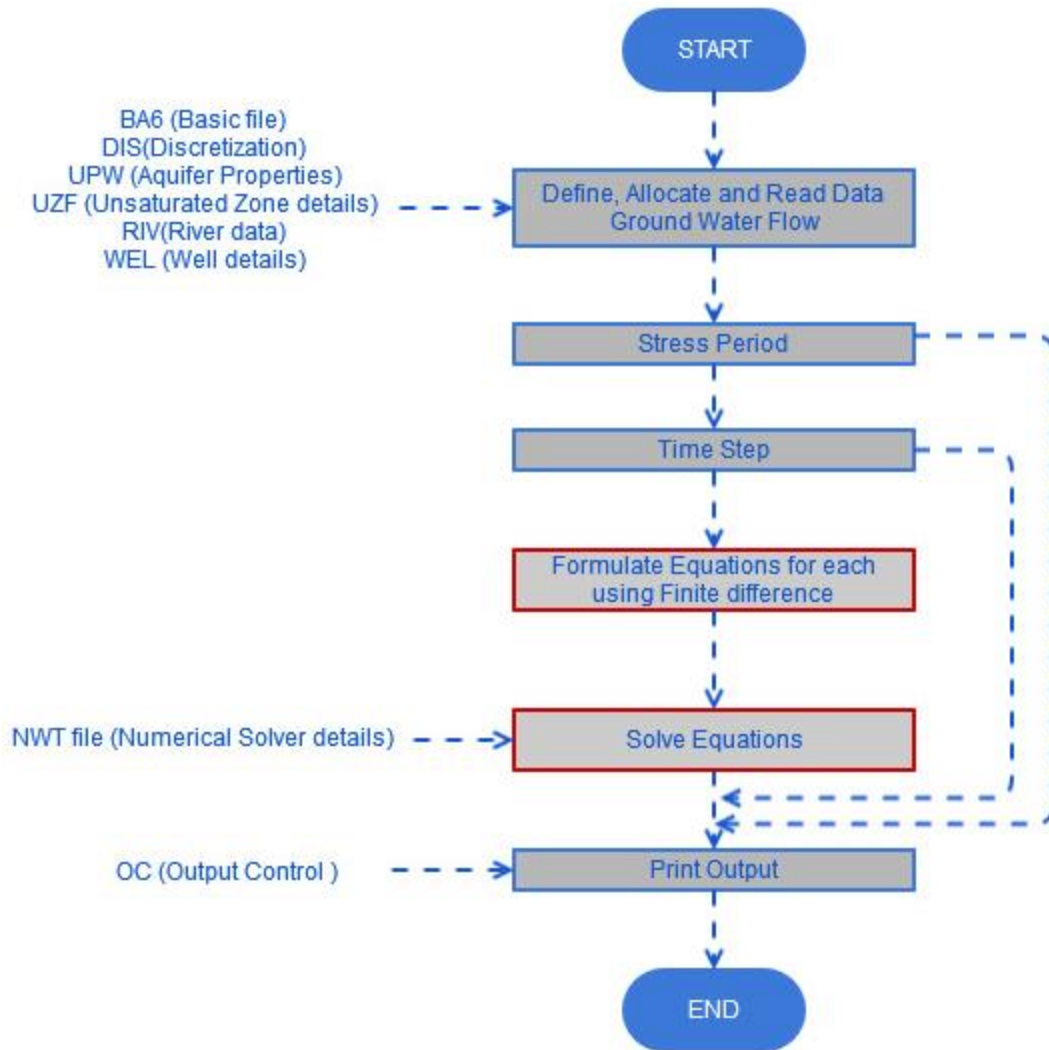 START
BA6 (Basic file)
DIS(Discretization)
UPW (Aquifer Properties)
UZF (Unsaturated Zone details)
RIV(River data)
WEL (Well details)
Define, Allocate and Read Data
Ground Water Flow
Stress Period
Time Step
Formulate Equations for each
using Finite difference
NWT file (Numerical Solver details)
Solve Equations
OC (Output Control )
Print Output
END